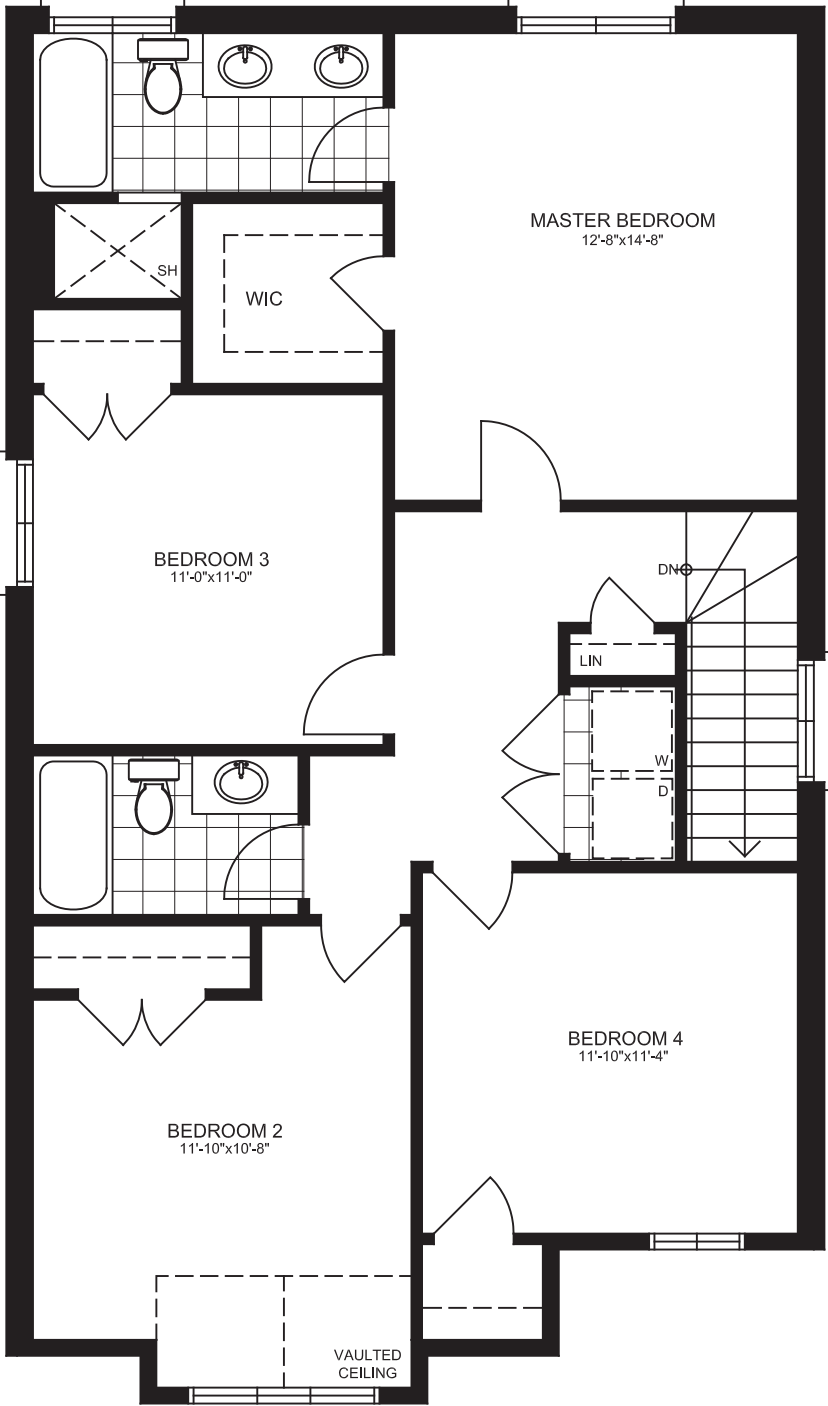 MASTER BEDROOM
12'-8"x14'-8"
SH
WIC
BEDROOM 3
11'-0"x11'-0"
DN
LIN
W
D
BEDROOM 4
11'-10"x11'-4"
BEDROOM 2
11'-10"x10'-8"
VAULTED
CEILING